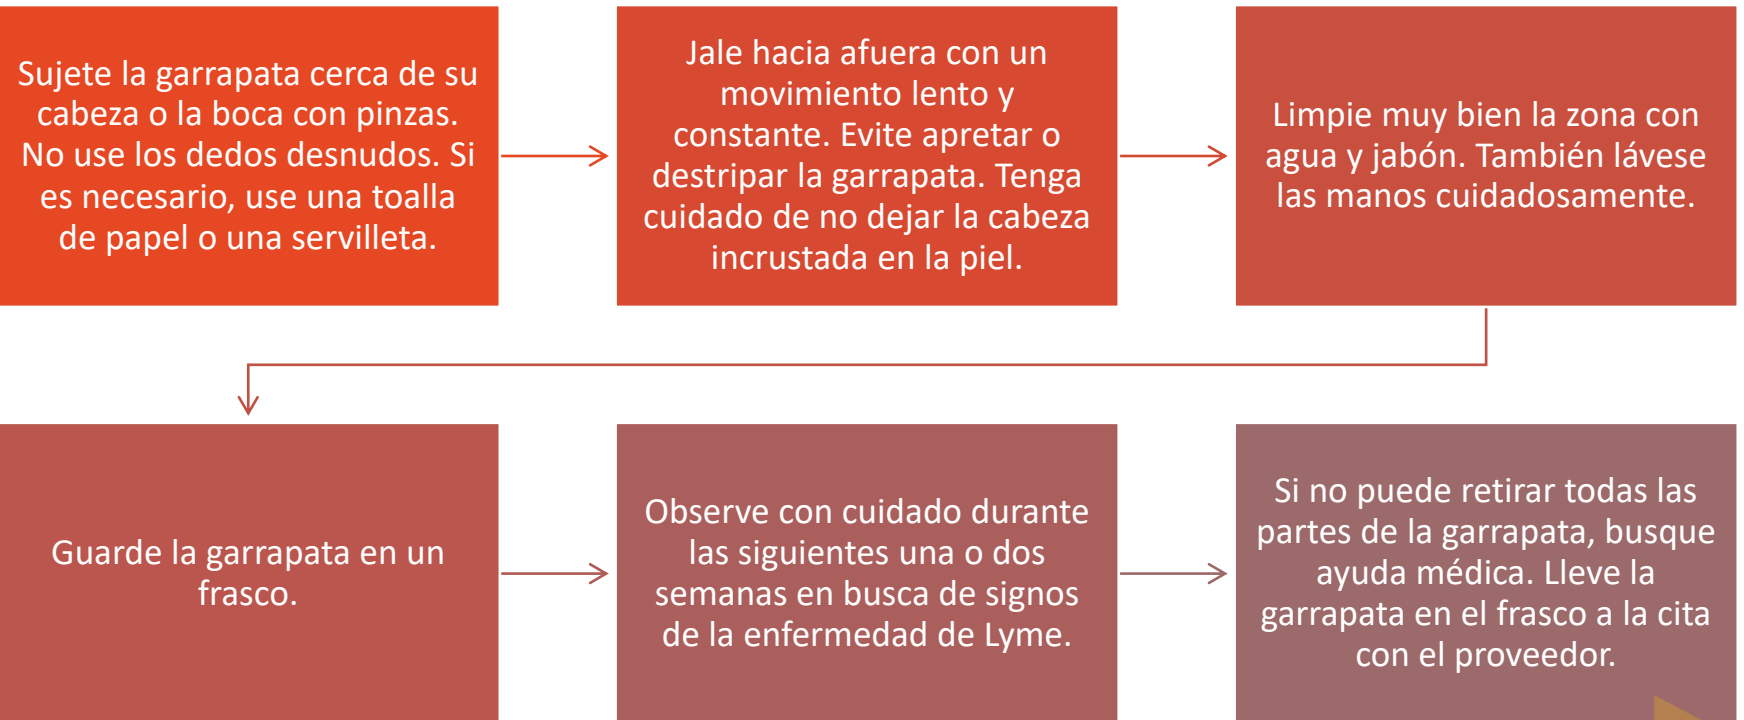 Sujete la garrapata cerca de su
cabeza o la boca con pinzas.
No use los dedos desnudos. Si
es necesario, use una toalla
de papel o una servilleta.
Jale hacia afuera con un
movimiento lento y
constante. Evite apretar o
destripar la garrapata. Tenga
cuidado de no dejar la cabeza
incrustada en la piel.
Limpie muy bien la zona con
agua y jabón. También lávese
las manos cuidadosamente.
Guarde la garrapata en un
frasco.
Observe con cuidado durante
las siguientes una o dos
semanas en busca de signos
de la enfermedad de Lyme.
Si no puede retirar todas las
partes de la garrapata, busque
ayuda médica. Lleve la
garrapata en el frasco a la cita
con el proveedor.